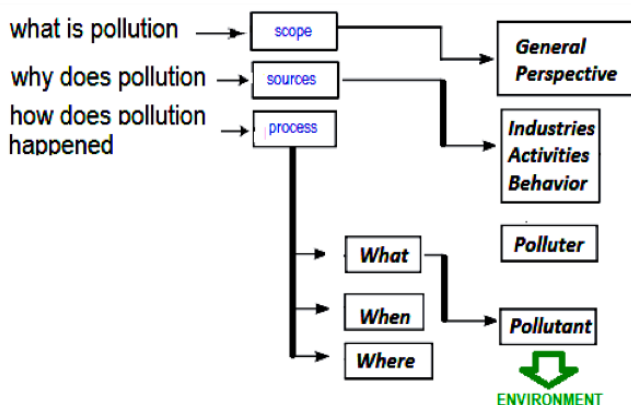 what is pollution
scope
General
Perspective
why does pollution
sources
how does pollution
happened
process
Industries
Activities
Behavior
Polluter
What
When
Where
Pollutant
ENVIRONMENT